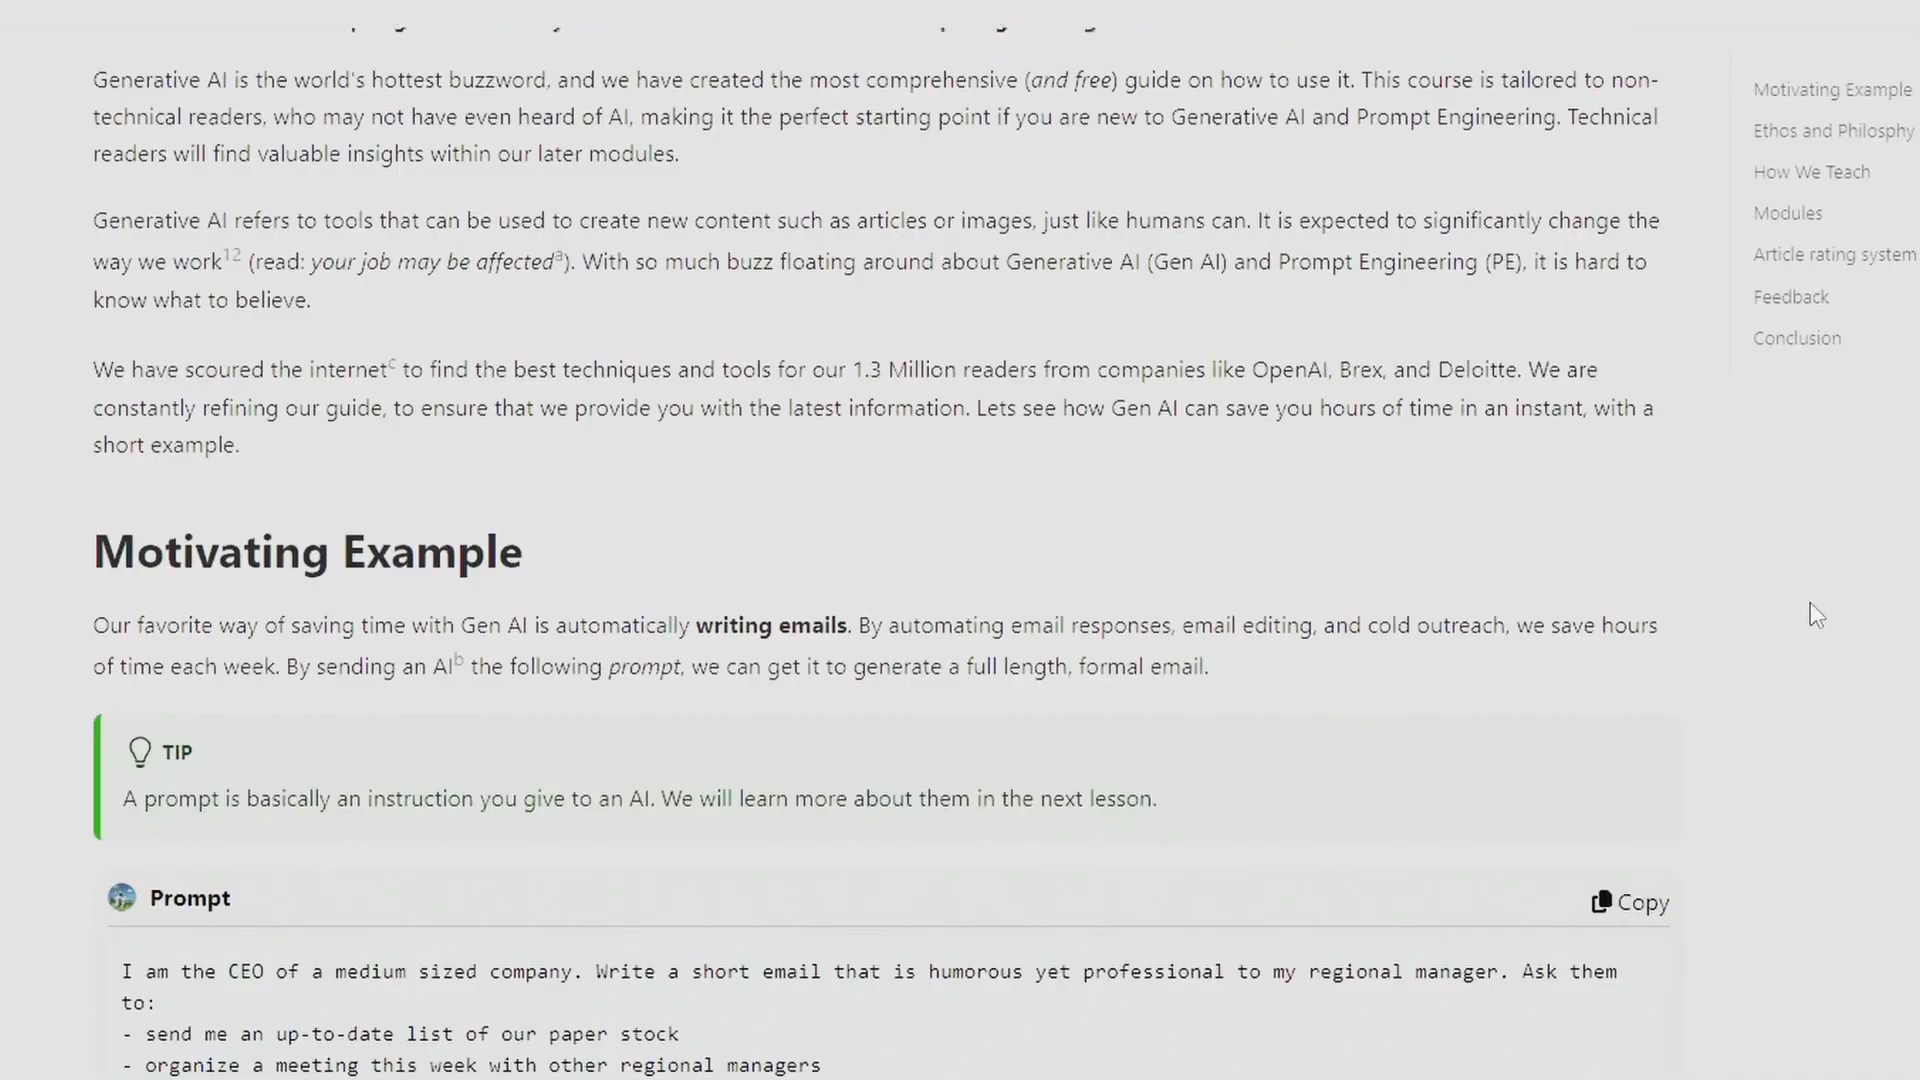 Generative AI is the world's hottest buzzword, and we have created the most comprehensive (and free) guide on how to use it. This course is tailored to non-
technical readers, who may not have even heard of AI, making it the perfect starting point if you are new to Generative AI and Prompt Engineering. Technical
readers will find valuable insights within our later modules.
Generative AI refers to tools that can be used to create new content such as articles or images, just like humans can. It is expected to significantly change the
way we work12 (read: your job may be affecteda). With so much buzz floating around about Generative AI (Gen AI) and Prompt Engineering (PE), it is hard to
know what to believe.
We have scoured the internetc to find the best techniques and tools for our 1.3 Million readers from companies like OpenAI, Brex, and Deloitte. We are
constantly refining our guide, to ensure that we provide you with the latest information. Lets see how Gen AI can save you hours of time in an instant, with a
short example.
Motivating Example
Our favorite way of saving time with Gen AI is automatically writing emails. By automating email responses, email editing, and cold outreach, we save hours
of time each week. By sending an AIb the following prompt, we can get it to generate a full length, formal email.
TIP
A prompt is basically an instruction you give to an AI. We will learn more about them in the next lesson.
Prompt
Copy
I am the CEO of a medium sized company. Write a short email that is humorous yet professional to my regional manager. Ask them
to:
- send me an up-to-date list of our paper stock
- organize a meeting this week with other regional managers
Motivating Example
Ethos and Philosphy
How We Teach
Modules
Article rating system
Feedback
Conclusion